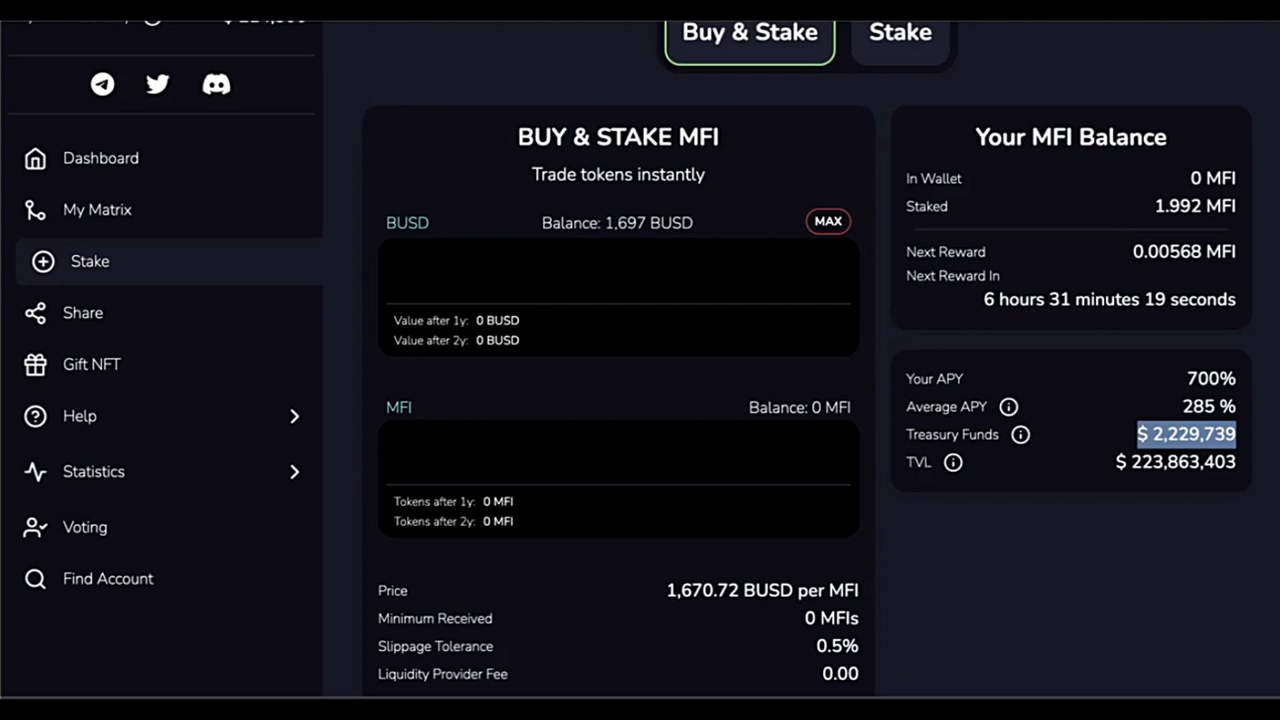 Buy & Stake
Stake
Dashboard
My Matrix
Stake
Share
Gift NFT
Help
Statistics
Voting
Find Account
BUY & STAKE MFI
Trade tokens instantly
BUSD Balance: 1,697 BUSD MAX
Value after 1y: 0 BUSD
Value after 2y: 0 BUSD
MFI Balance: 0 MFI
Tokens after 1y: 0 MFI
Tokens after 2y: 0 MFI
Price 1,670.72 BUSD per MFI
Minimum Received 0 MFIs
Slippage Tolerance 0.5%
Liquidity Provider Fee 0.00
Your MFI Balance
In Wallet 0 MFI
Staked 1.992 MFI
Next Reward 0.00568 MFI
Next Reward In
6 hours 31 minutes 19 seconds
Your APY 700%
Average APY 285 %
Treasury Funds $ 2,229,739
TVL $ 223,863,403